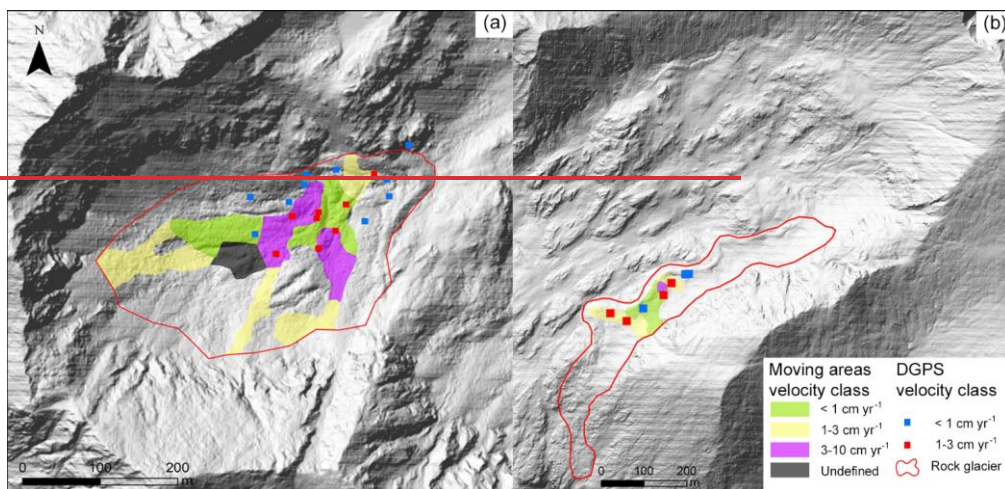 (a)
N
0 100 200
m
(b)
Moving areas
velocity class
< 1 cm yr⁻¹
1-3 cm yr⁻¹
3-10 cm yr⁻¹
Undefined
DGPS
velocity class
< 1 cm yr⁻¹
1-3 cm yr⁻¹
Rock glacier
0 100 200
m